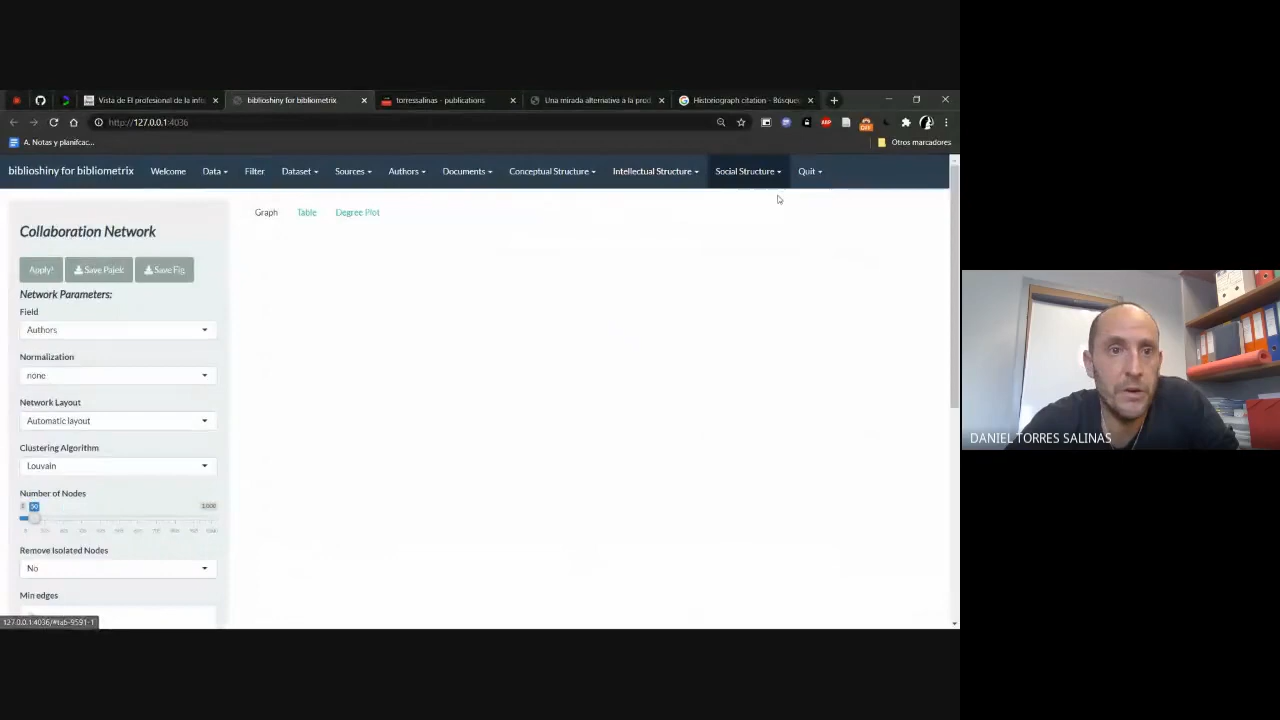 Vista de El profesional de la info
biblioshiny for bibliometrix
torressalinas - publications
Una mirada alternativa a la prod
Historiograph citation - Búsque
http://127.0.0.1:4036
A. Notas y planifcac...
Otros marcadores
biblioshiny for bibliometrix Welcome Data Filter Dataset Sources Authors Documents Conceptual Structure Intellectual Structure Social Structure Quit
Graph Table Degree Plot
Collaboration Network
Apply! Save Pajek Save Fig
Network Parameters:
Field
Authors
Normalization
none
Network Layout
Automatic layout
Clustering Algorithm
Louvain
Number of Nodes
50
Remove Isolated Nodes
No
Min edges
127.0.0.1:4036/#tab-9591-1
DANIEL TORRES SALINAS